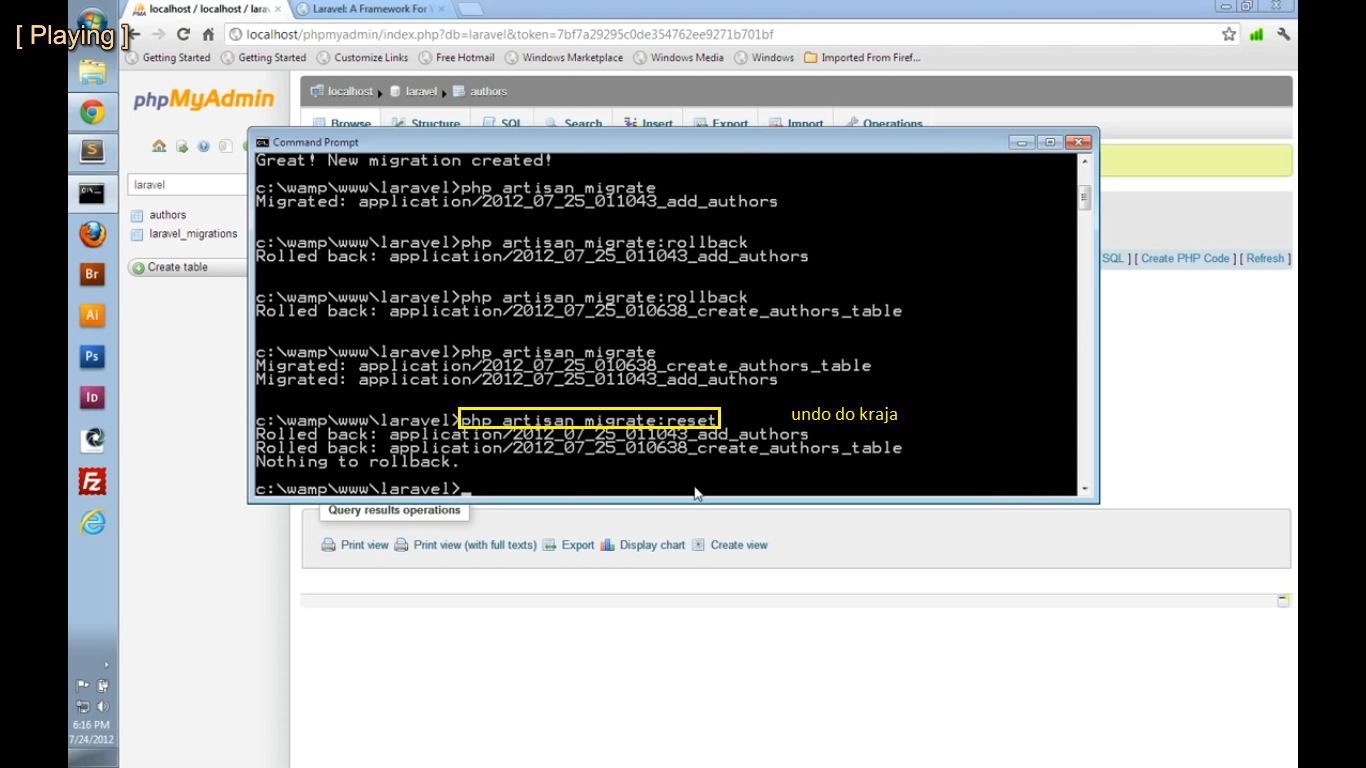 [ Playing ]
localhost / localhost / larav
Laravel: A Framework For W
localhost/phpmyadmin/index.php?db=laravel&token=7bf7a29295c0de354762ee9271b701bf
Getting Started
Getting Started
Customize Links
Free Hotmail
Windows Marketplace
Windows Media
Windows
Imported From Firef...
phpMyAdmin
localhost
laravel
authors
Browse
Structure
SQL
Search
Insert
Export
Import
Operations
laravel
authors
laravel_migrations
Create table
SQL ] [ Create PHP Code ] [ Refresh ]
Command Prompt
Great! New migration created!
c:\wamp\www\laravel>php artisan migrate
Migrated: application/2012_07_25_011043_add_authors
c:\wamp\www\laravel>php artisan migrate:rollback
Rolled back: application/2012_07_25_011043_add_authors
c:\wamp\www\laravel>php artisan migrate:rollback
Rolled back: application/2012_07_25_010638_create_authors_table
c:\wamp\www\laravel>php artisan migrate
Migrated: application/2012_07_25_010638_create_authors_table
Migrated: application/2012_07_25_011043_add_authors
c:\wamp\www\laravel>php artisan migrate:reset
undo do kraja
Rolled back: application/2012_07_25_011043_add_authors
Rolled back: application/2012_07_25_010638_create_authors_table
Nothing to rollback.
c:\wamp\www\laravel>_
Query results operations
Print view
Print view (with full texts)
Export
Display chart
Create view
Br
Ai
Ps
Id
Fz
6:16 PM
7/24/2012